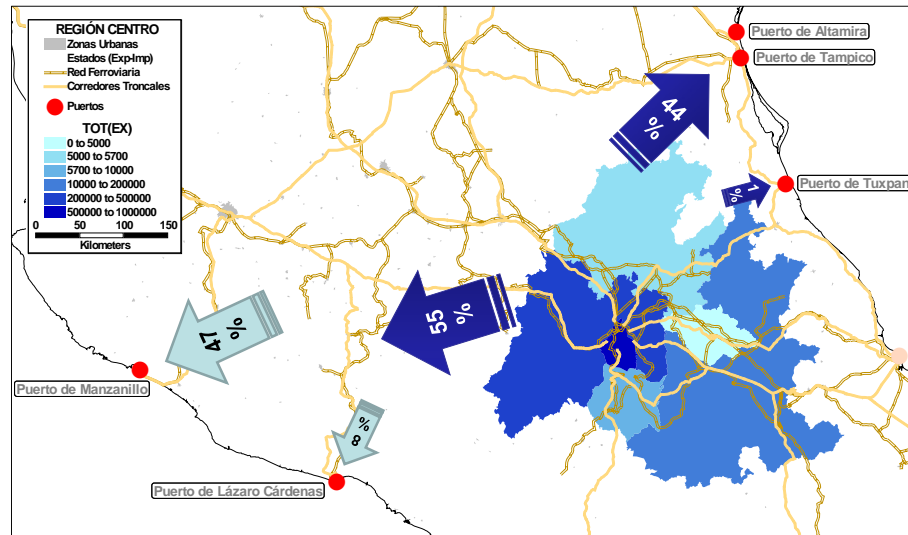 REGIÓN CENTRO
Zonas Urbanas
Estados (Exp-Imp)
Red Ferroviaria
Corredores Troncales
Puertos
TOT(EX)
0 to 5000
5000 to 5700
5700 to 10000
10000 to 200000
200000 to 500000
500000 to 1000000
0 50 100 150
Kilometers
Puerto de Altamira
Puerto de Tampico
44
%
1
%
Puerto de Tuxpan
55
%
47
%
Puerto de Manzanillo
8
%
Puerto de Lázaro Cárdenas